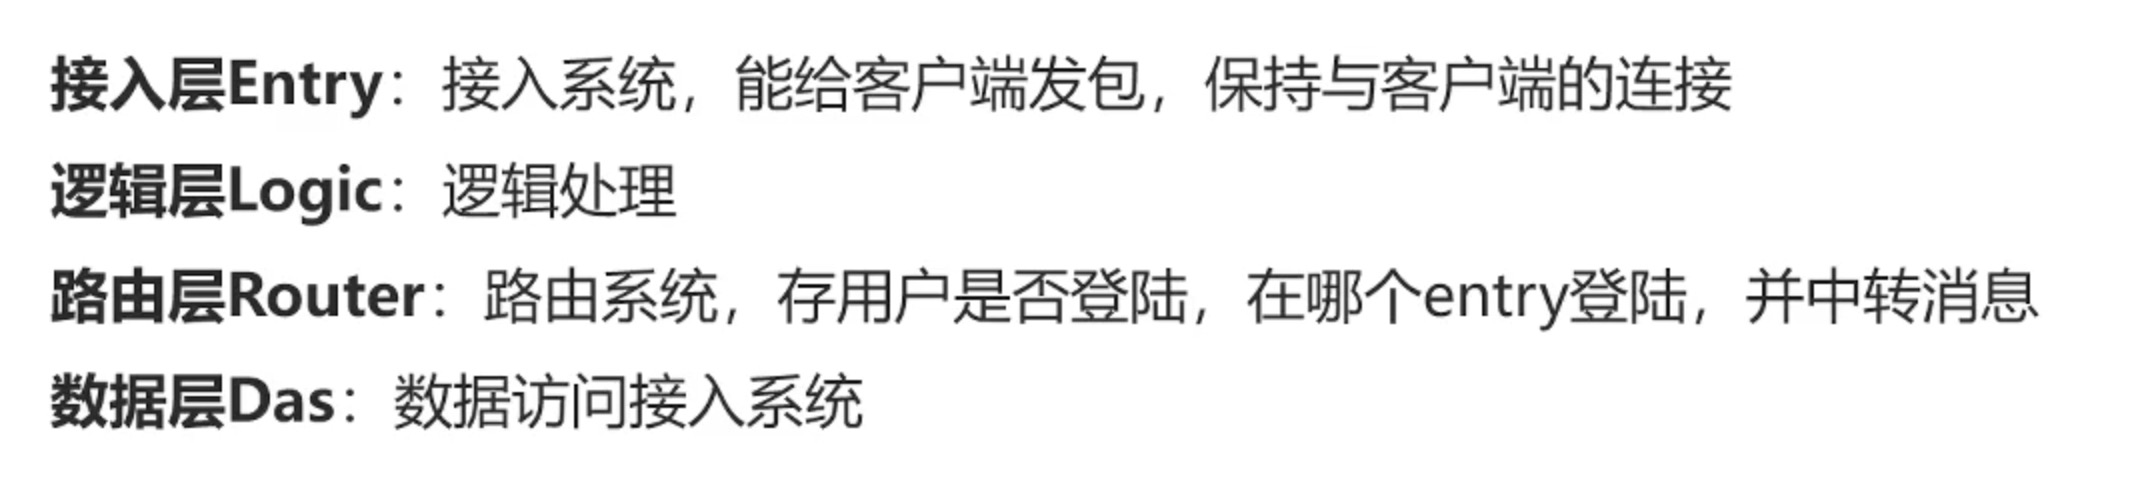 接入层Entry：接入系统，能给客户端发包，保持与客户端的连接
逻辑层Logic：逻辑处理
路由层Router：路由系统，存用户是否登陆，在哪个entry登陆，并中转消息
数据层Das：数据访问接入系统